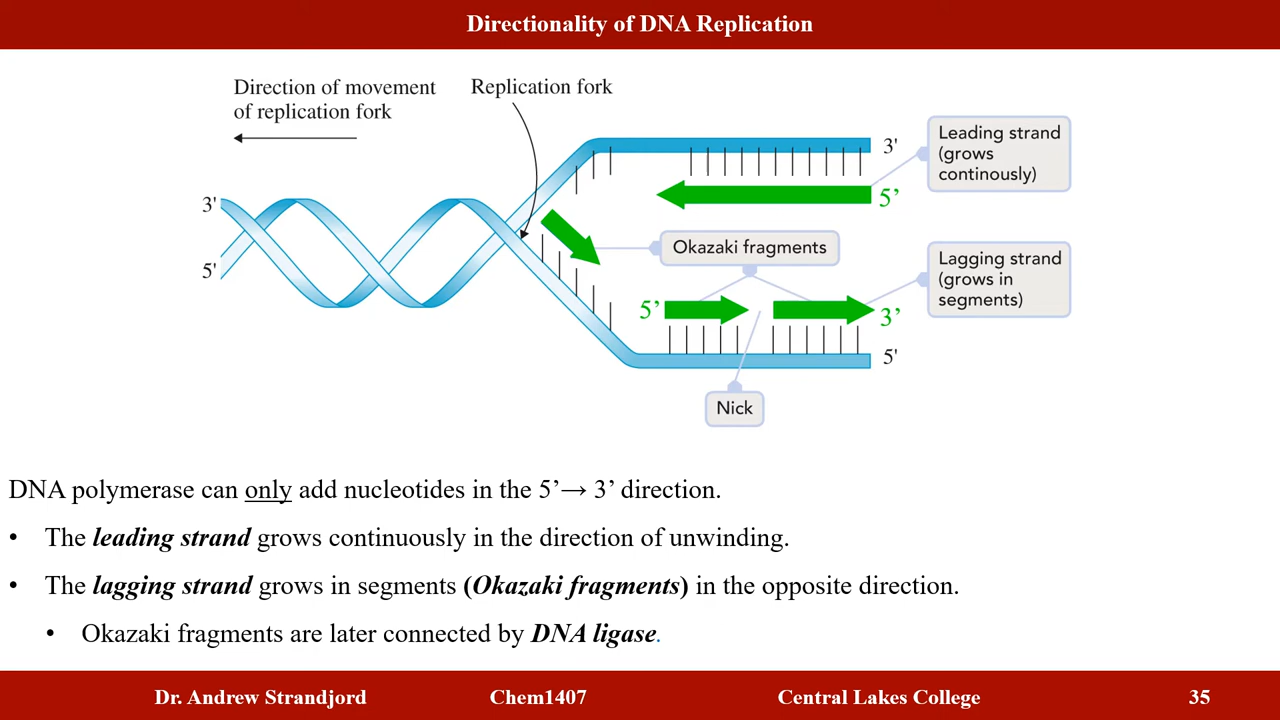 Directionality of DNA Replication
Direction of movement
of replication fork
Replication fork
3'
5'
3'
5’
Leading strand
(grows
continously)
Okazaki fragments
Lagging strand
(grows in
segments)
5’
3’
5'
Nick
DNA polymerase can only add nucleotides in the 5’→ 3’ direction.
• The leading strand grows continuously in the direction of unwinding.
• The lagging strand grows in segments (Okazaki fragments) in the opposite direction.
• Okazaki fragments are later connected by DNA ligase.
Dr. Andrew Strandjord Chem1407 Central Lakes College 35